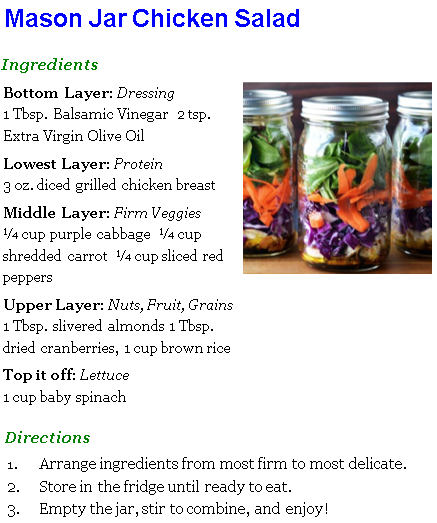 Mason Jar Chicken Salad
Ingredients
Bottom Layer: Dressing
1 Tbsp. Balsamic Vinegar 2 tsp.
Extra Virgin Olive Oil
Lowest Layer: Protein
3 oz. diced grilled chicken breast
Middle Layer: Firm Veggies
¼ cup purple cabbage ¼ cup
shredded carrot ¼ cup sliced red
peppers
Upper Layer: Nuts, Fruit, Grains
1 Tbsp. slivered almonds 1 Tbsp.
dried cranberries, 1 cup brown rice
Top it off: Lettuce
1 cup baby spinach
Directions
1. Arrange ingredients from most firm to most delicate.
2. Store in the fridge until ready to eat.
3. Empty the jar, stir to combine, and enjoy!